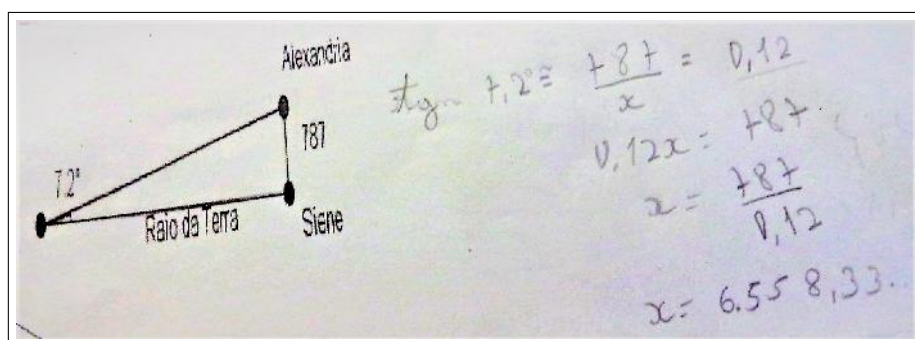 Alexandria
7.2°
787
Raio da Terra
Siene
tg 7,2° = 787/x = 0,12
0,12x = 787
x = 787/0,12
x = 6.558,33